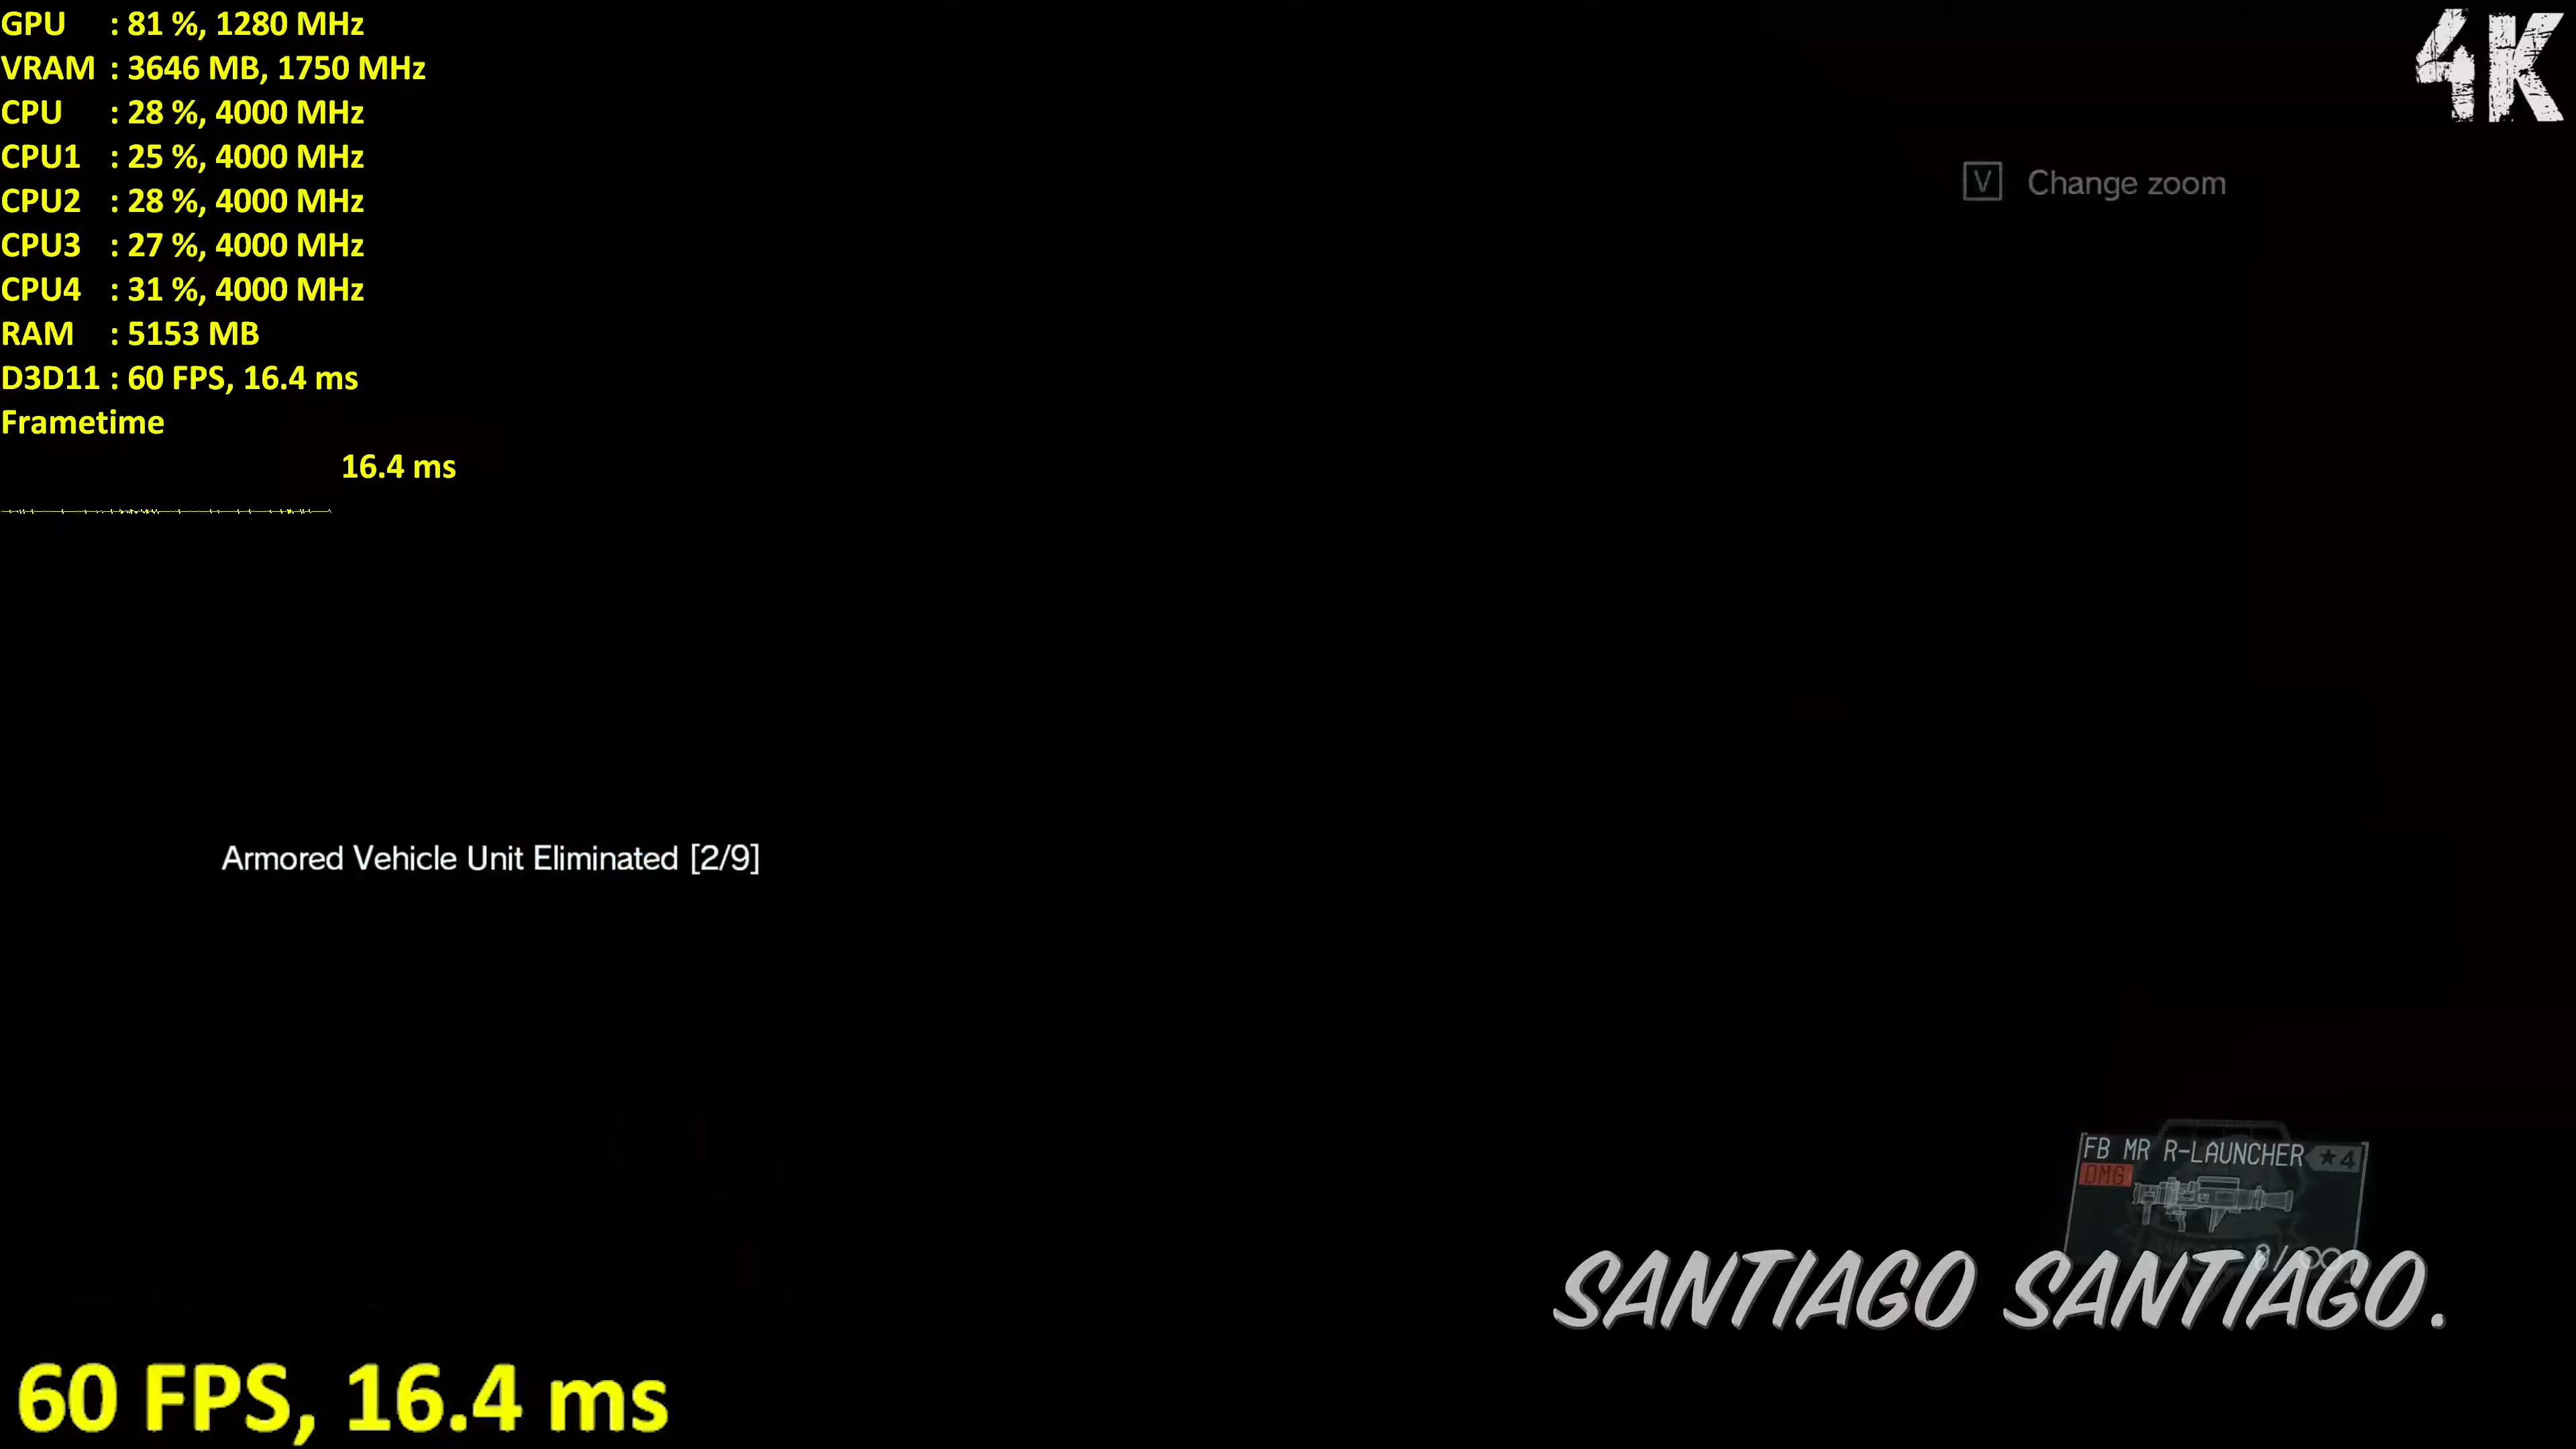 GPU : 81 %, 1280 MHz
VRAM : 3646 MB, 1750 MHz
CPU : 28 %, 4000 MHz
CPU1 : 25 %, 4000 MHz
CPU2 : 28 %, 4000 MHz
CPU3 : 27 %, 4000 MHz
CPU4 : 31 %, 4000 MHz
RAM : 5153 MB
D3D11 : 60 FPS, 16.4 ms
Frametime
16.4 ms
4K
V Change zoom
Armored Vehicle Unit Eliminated [2/9]
FB MR R-LAUNCHER ★4
DMG
SANTIAGO SANTIAGO.
60 FPS, 16.4 ms